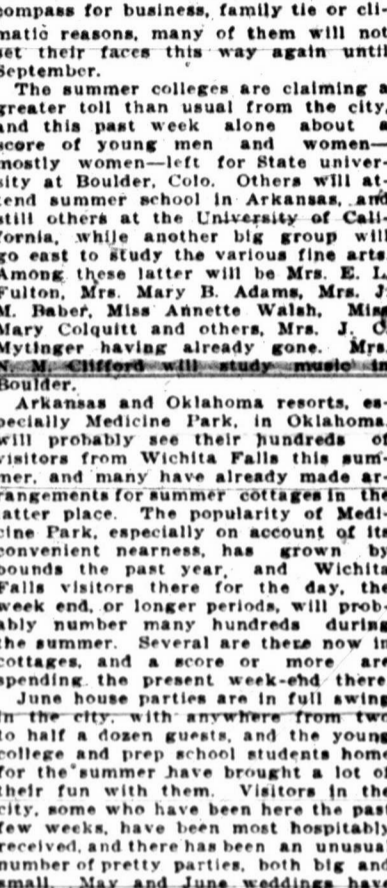 compass for business, family tie or cli-
matic reasons, many of them will not
set their faces this way again until
September.
The summer colleges are claiming a
greater toll than usual from the city,
and this past week alone about a
score of young men and women—
mostly women—left for State univer-
sity at Boulder, Colo. Others will at-
tend summer school in Arkansas, and
still others at the University of Cali-
fornia, while another big group will
go east to study the various fine arts.
Among these latter will be Mrs. E. L.
Fulton, Mrs. Mary B. Adams, Mrs. J.
M. Baber, Miss Annette Walsh, Miss
Mary Colquitt and others, Mrs. J. C.
Mytinger having already gone. Mrs.
N. M. Clifford will study music in
Boulder.
Arkansas and Oklahoma resorts, es-
pecially Medicine Park, in Oklahoma,
will probably see their hundreds of
visitors from Wichita Falls this sum-
mer, and many have already made ar-
rangements for summer cottages in the
latter place. The popularity of Medi-
cine Park, especially on account of its
convenient nearness, has grown by
bounds the past year, and Wichita
Falls visitors there for the day, the
week end, or longer periods, will prob-
ably number many hundreds during
the summer. Several are there now in
cottages, and a score or more are
spending the present week-end there.
June house parties are in full swing
in the city, with anywhere from two
to half a dozen guests, and the young
college and prep school students home
for the summer have brought a lot of
their fun with them. Visitors in the
city, some who have been here the past
few weeks, have been most hospitably
received, and there has been an unusual
number of pretty parties, both big and
small. May and June weddings have